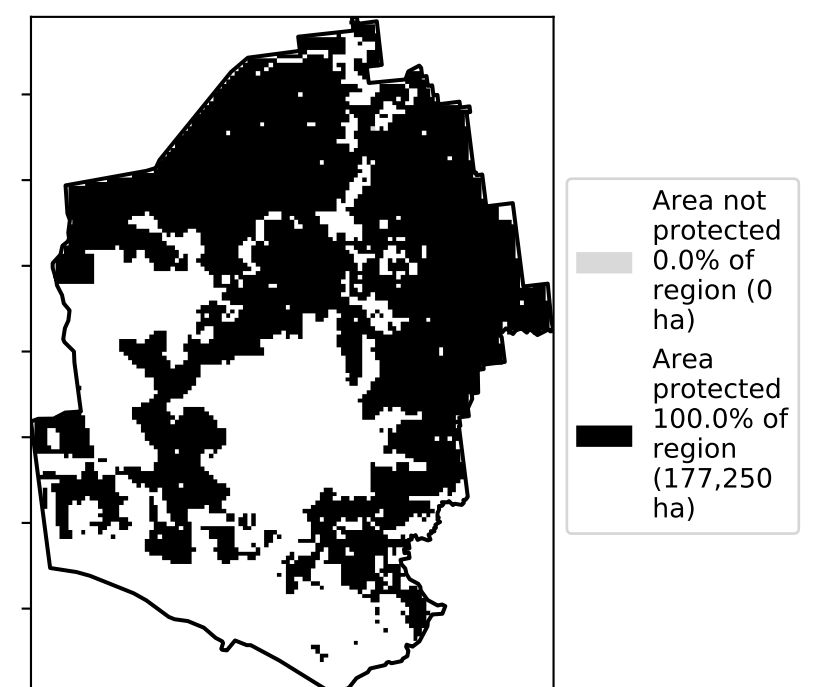 Area not
protected
0.0% of
region (0
ha)
Area
protected
100.0% of
region
(177,250
ha)